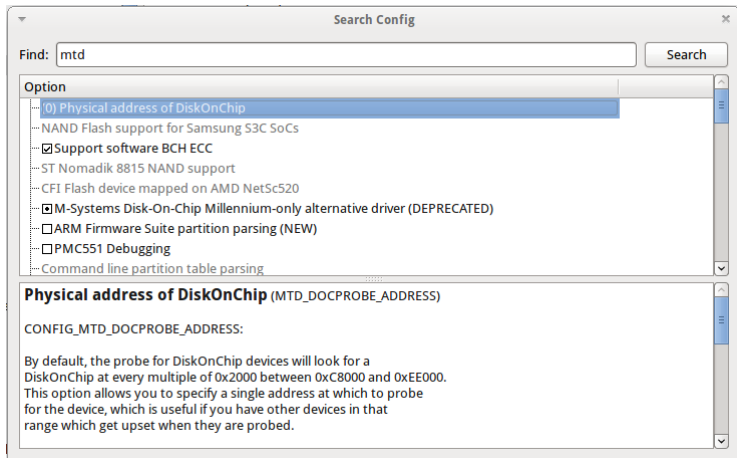 Search Config
Find: mtd Search
Option
(0) Physical address of DiskOnChip
NAND Flash support for Samsung S3C SoCs
Support software BCH ECC
ST Nomadik 8815 NAND support
CFI Flash device mapped on AMD NetSc520
M-Systems Disk-On-Chip Millennium-only alternative driver (DEPRECATED)
ARM Firmware Suite partition parsing (NEW)
PMC551 Debugging
Command line partition table parsing
Physical address of DiskOnChip (MTD_DOCPROBE_ADDRESS)
CONFIG_MTD_DOCPROBE_ADDRESS:
By default, the probe for DiskOnChip devices will look for a
DiskOnChip at every multiple of 0x2000 between 0xC8000 and 0xEE000.
This option allows you to specify a single address at which to probe
for the device, which is useful if you have other devices in that
range which get upset when they are probed.